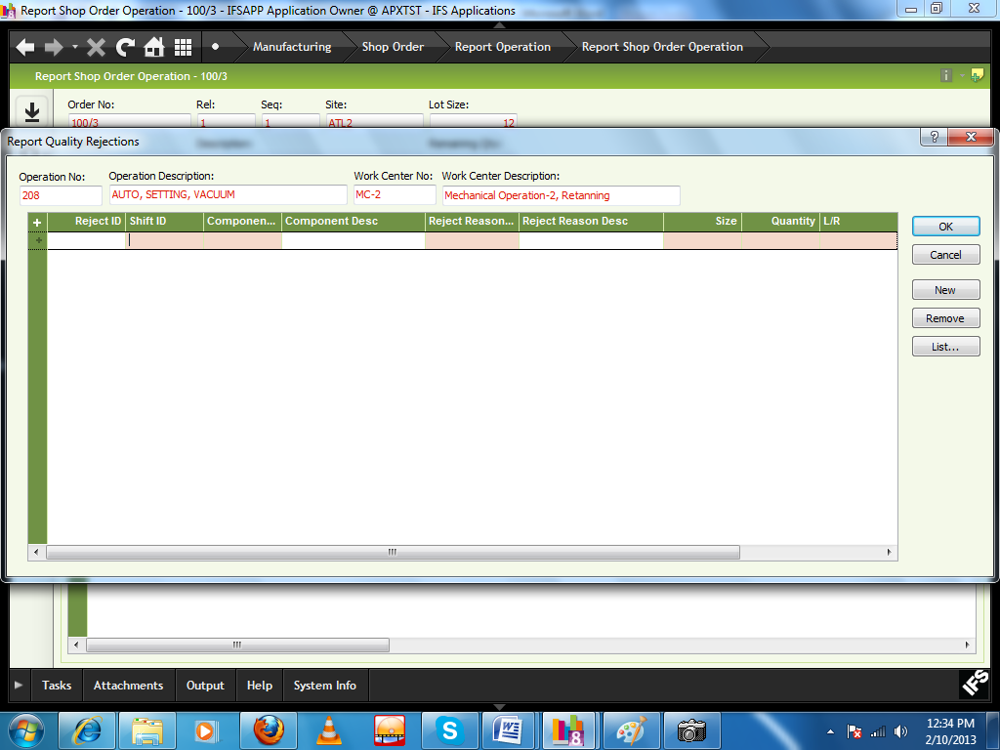 Report Shop Order Operation - 100/3 - IFSAPP Application Owner @ APXTST - IFS Applications
Manufacturing Shop Order Report Operation Report Shop Order Operation
Report Shop Order Operation - 100/3
Order No: Rel: Seq: Site: Lot Size:
100/3 1 1 ATL2 12
Report Quality Rejections
Operation No: Operation Description: Work Center No: Work Center Description:
208 AUTO, SETTING, VACUUM MC-2 Mechanical Operation-2, Retanning
Reject ID Shift ID Componen... Component Desc Reject Reason... Reject Reason Desc Size Quantity L/R
OK
Cancel
New
Remove
List...
Tasks Attachments Output Help System Info
IFS
12:34 PM
2/10/2013